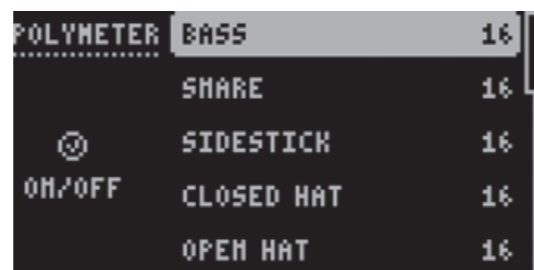 POLYMETER
BASS 16
SNARE 16
SIDESTICK 16
ON/OFF
CLOSED HAT 16
OPEN HAT 16